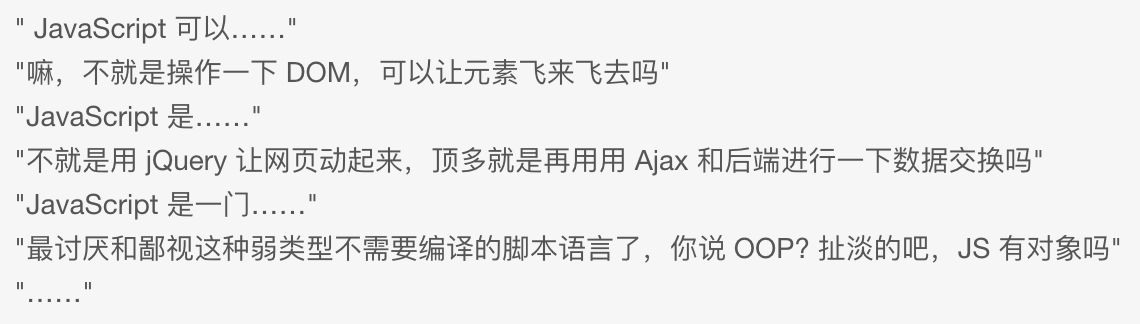 " JavaScript 可以……"
"嘛，不就是操作一下 DOM，可以让元素飞来飞去吗"
"JavaScript 是……"
"不就是用 jQuery 让网页动起来，顶多就是再用用 Ajax 和后端进行一下数据交换吗"
"JavaScript 是一门……"
"最讨厌和鄙视这种弱类型不需要编译的脚本语言了，你说 OOP? 扯淡的吧，JS 有对象吗"
"……"